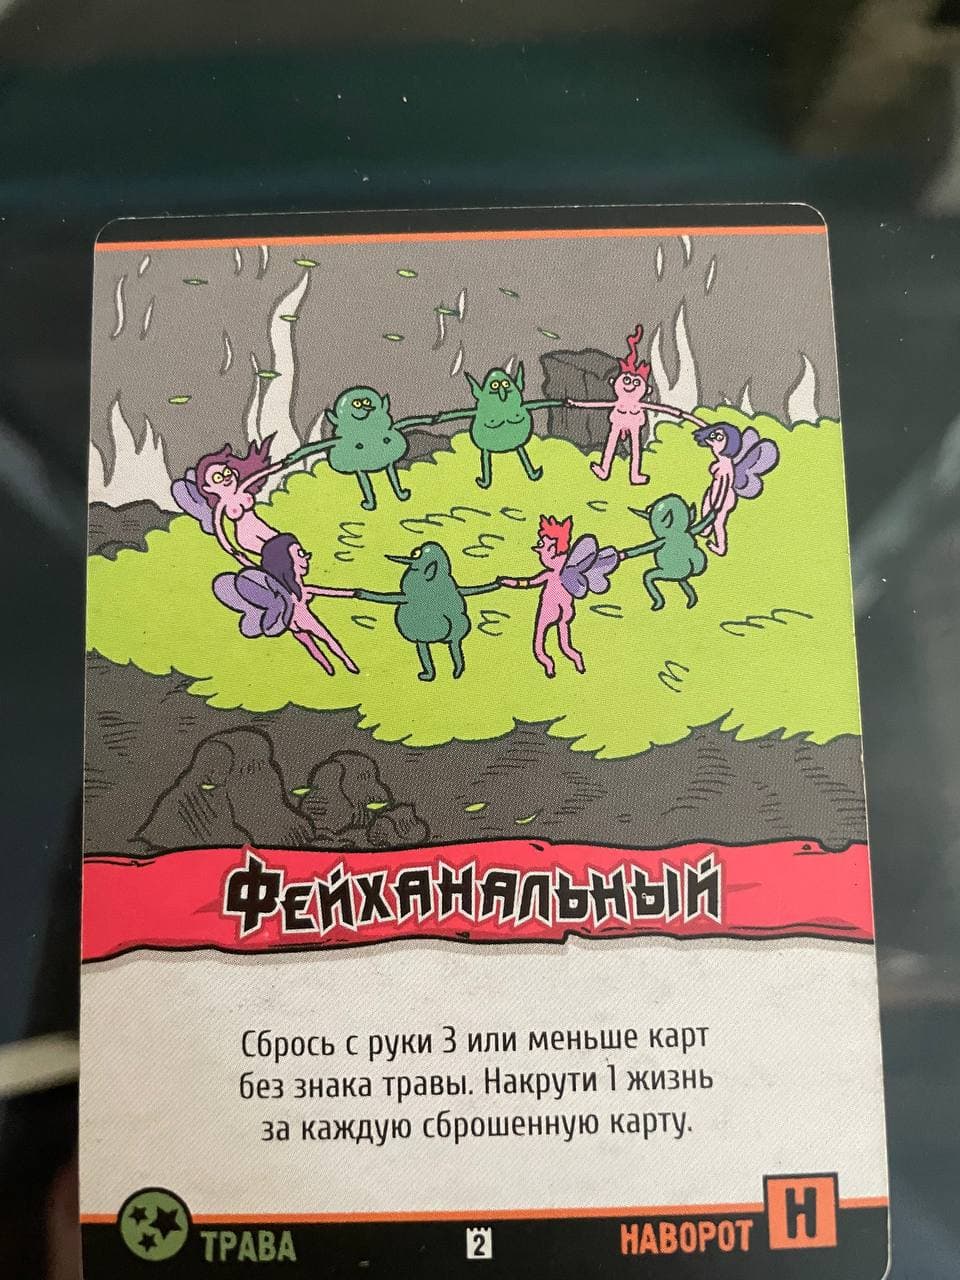 ФЕЙХАНАЛЬНЫЙ
Сбрось с руки 3 или меньше карт
без знака травы. Накрути 1 жизнь
за каждую сброшенную карту.
ТРАВА
2
НАВОРОТ
Н